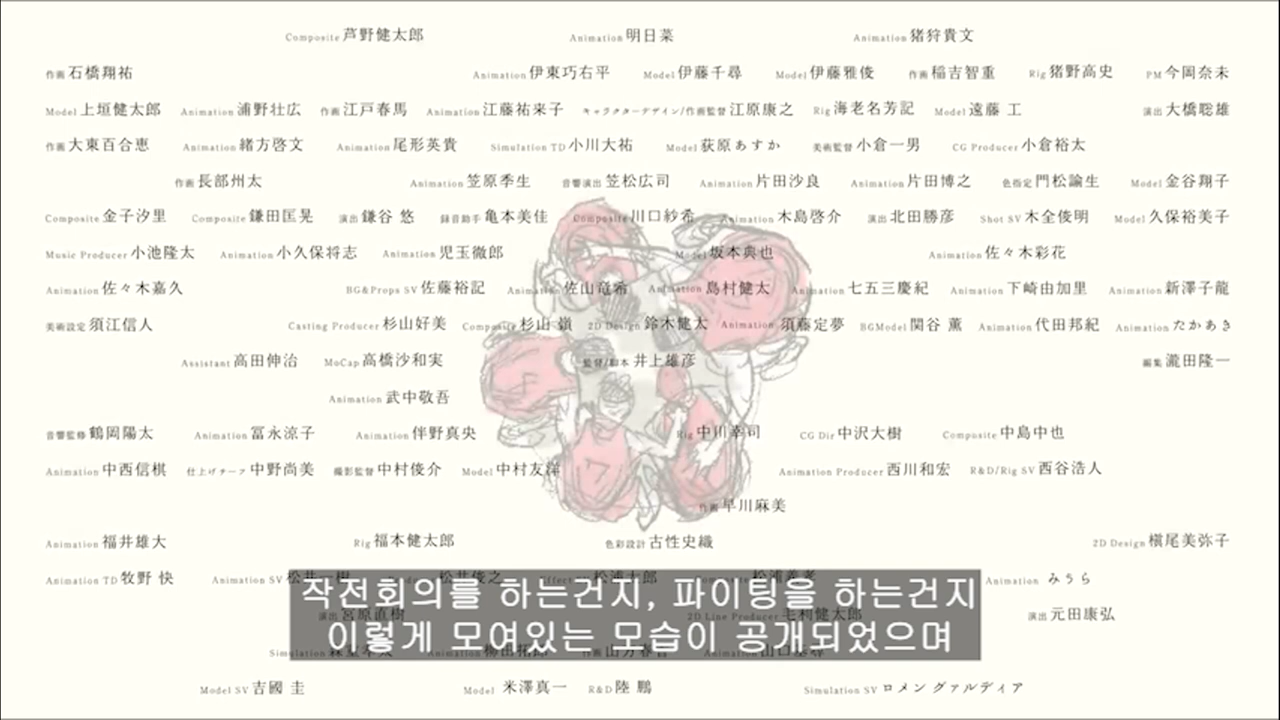 Composite 芦野健太郎 Animation 明日菜 Animation 猪狩貴文
作画 石橋翔祐 Animation 伊東巧右平 Model 伊藤千尋 Model 伊藤雅俊 作画 稲吉智重 Rig 猪野高史 PM 今岡奈未
Model 上垣健太郎 Animation 浦野壮広 作画 江戸春馬 Animation 江藤祐来子 キャラクターデザイン/作画監督 江原康之 Rig 海老名芳記 Model 遠藤 工 演出 大橋聡雄
作画 大東百合恵 Animation 緒方啓文 Animation 尾形英貴 Simulation TD 小川大祐 Model 荻原あすか 美術監督 小倉一男 CG Producer 小倉裕太
作画 長部州太 Animation 笠原季生 音響演出 笠松広司 Animation 片田沙良 Animation 片田博之 色指定 門松諭生 Model 金谷翔子
Composite 金子汐里 Composite 鎌田匡晃 演出 鎌谷 悠 録音助手 亀本美佳 Composite 川口紗希 Animation 木島啓介 演出 北田勝彦 Shot SV 木全俊明 Model 久保裕美子
Music Producer 小池隆太 Animation 小久保将志 Animation 児玉徹郎 Model 坂本典也 Animation 佐々木彩花
Animation 佐々木嘉久 BG&Props SV 佐藤裕記 Animation 佐山竜希 Animation 島村健太 Animation 七五三慶紀 Animation 下崎由加里 Animation 新澤子龍
美術設定 須江信人 Casting Producer 杉山好美 Composite 杉山 嶺 2D Design 鈴木健太 Animation 須藤定夢 BGModel 関谷 薫 Animation 代田邦紀 Animation たかあき
Assistant 高田伸治 MoCap 高橋沙和実 監督/脚本 井上雄彦 編集 瀧田隆一
Animation 武中敬吾
音響監修 鶴岡陽太 Animation 冨永涼子 Animation 伴野真央 Rig 中川幸司 CG Dir 中沢大樹 Composite 中島中也
Animation 中西信棋 仕上げチーフ 中野尚美 撮影監督 中村俊介 Model 中村友洋 Animation Producer 西川和宏 R&D/Rig SV 西谷浩人
作画 早川麻美
Animation 福井雄大 Rig 福本健太郎 色彩設計 古性史織 2D Design 槇尾美弥子
Animation TD 牧野 快 Animation SV Animation みうら
작전회의를 하는건지, 파이팅을 하는건지
演出 宮原直樹 2D Line Producer 毛利健太郎 演出 元田康弘
이렇게 모여있는 모습이 공개되었으며
Simulation
Model SV 吉國 圭 Model 米澤真一 R&D 陸 鵬 Simulation SV ロメン グァルディア